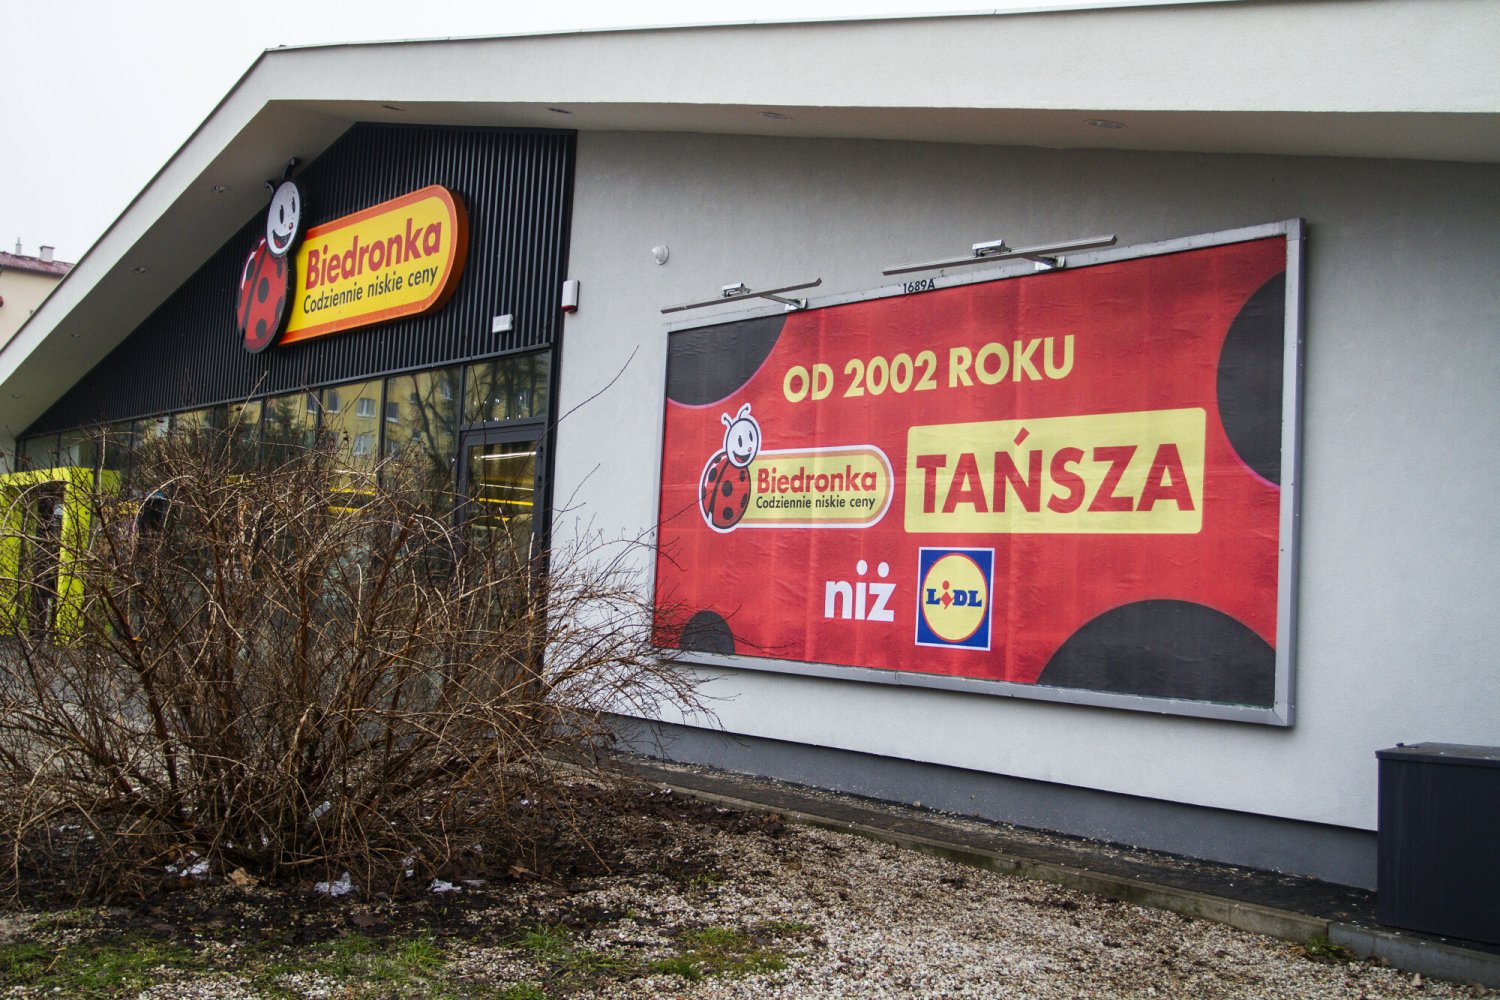 Biedronka
Codziennie niskie ceny
1689A
OD 2002 ROKU
Biedronka
Codziennie niskie ceny
TAŃSZA
niż
LIDL